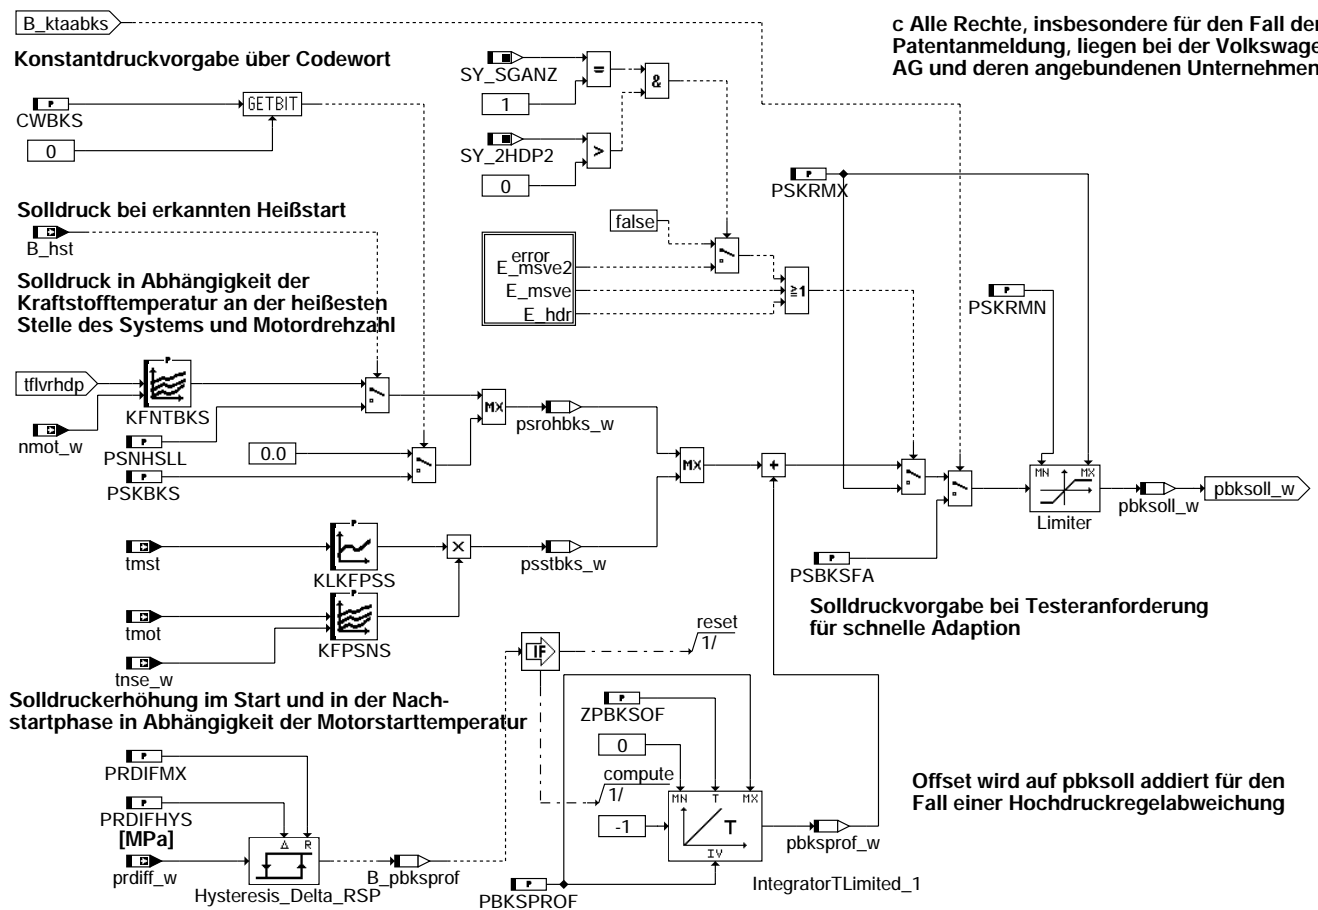 B_ktaabks
c Alle Rechte, insbesondere für den Fall der
Patentanmeldung, liegen bei der Volkswage
AG und deren angebundenen Unternehmen
Konstantdruckvorgabe über Codewort
SY_SGANZ
=
&
1
P
CWBKS
GETBIT
0
SY_2HDP2
>
0
P
PSKRMX
Solldruck bei erkannten Heißstart
B_hst
false
error
E_msve2
E_msve
E_hdr
≧1
Solldruck in Abhängigkeit der
Kraftstofftemperatur an der heißesten
Stelle des Systems und Motordrehzahl
P
PSKRMN
tflvrhdp
P
KFNTBKS
nmot_w
P
PSNHSLL
P
PSKBKS
0.0
MX
psrohbks_w
MX
+
MN
MX
Limiter
pbksoll_w
pbksoll_w
tmst
P
KLKFPSS
×
psstbks_w
P
PSBKSFA
Solldruckvorgabe bei Testeranforderung
für schnelle Adaption
tmot
P
KFPSNS
tnse_w
IF
reset
1/
Solldruckerhöhung im Start und in der Nach-
startphase in Abhängigkeit der Motorstarttemperatur
P
ZPBKSOF
0
compute
1/
P
PRDIFMX
P
PRDIFHYS
[MPa]
prdiff_w
Δ
R
Hysteresis_Delta_RSP
B_pbksprof
-1
MN
T
MX
T
IV
pbksprof_w
IntegratorTLimited_1
P
PBKSPROF
Offset wird auf pbksoll addiert für den
Fall einer Hochdruckregelabweichung